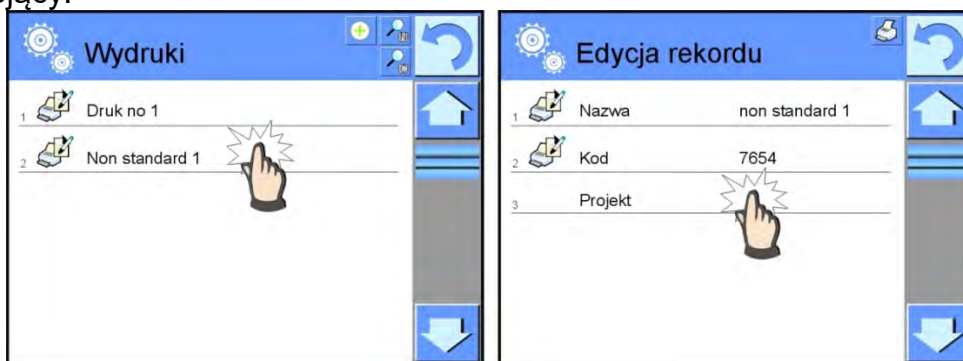 jący:
Wydruki
1 Druk no 1
2 Non standard 1
Edycja rekordu
1 Nazwa non standard 1
2 Kod 7654
3 Projekt